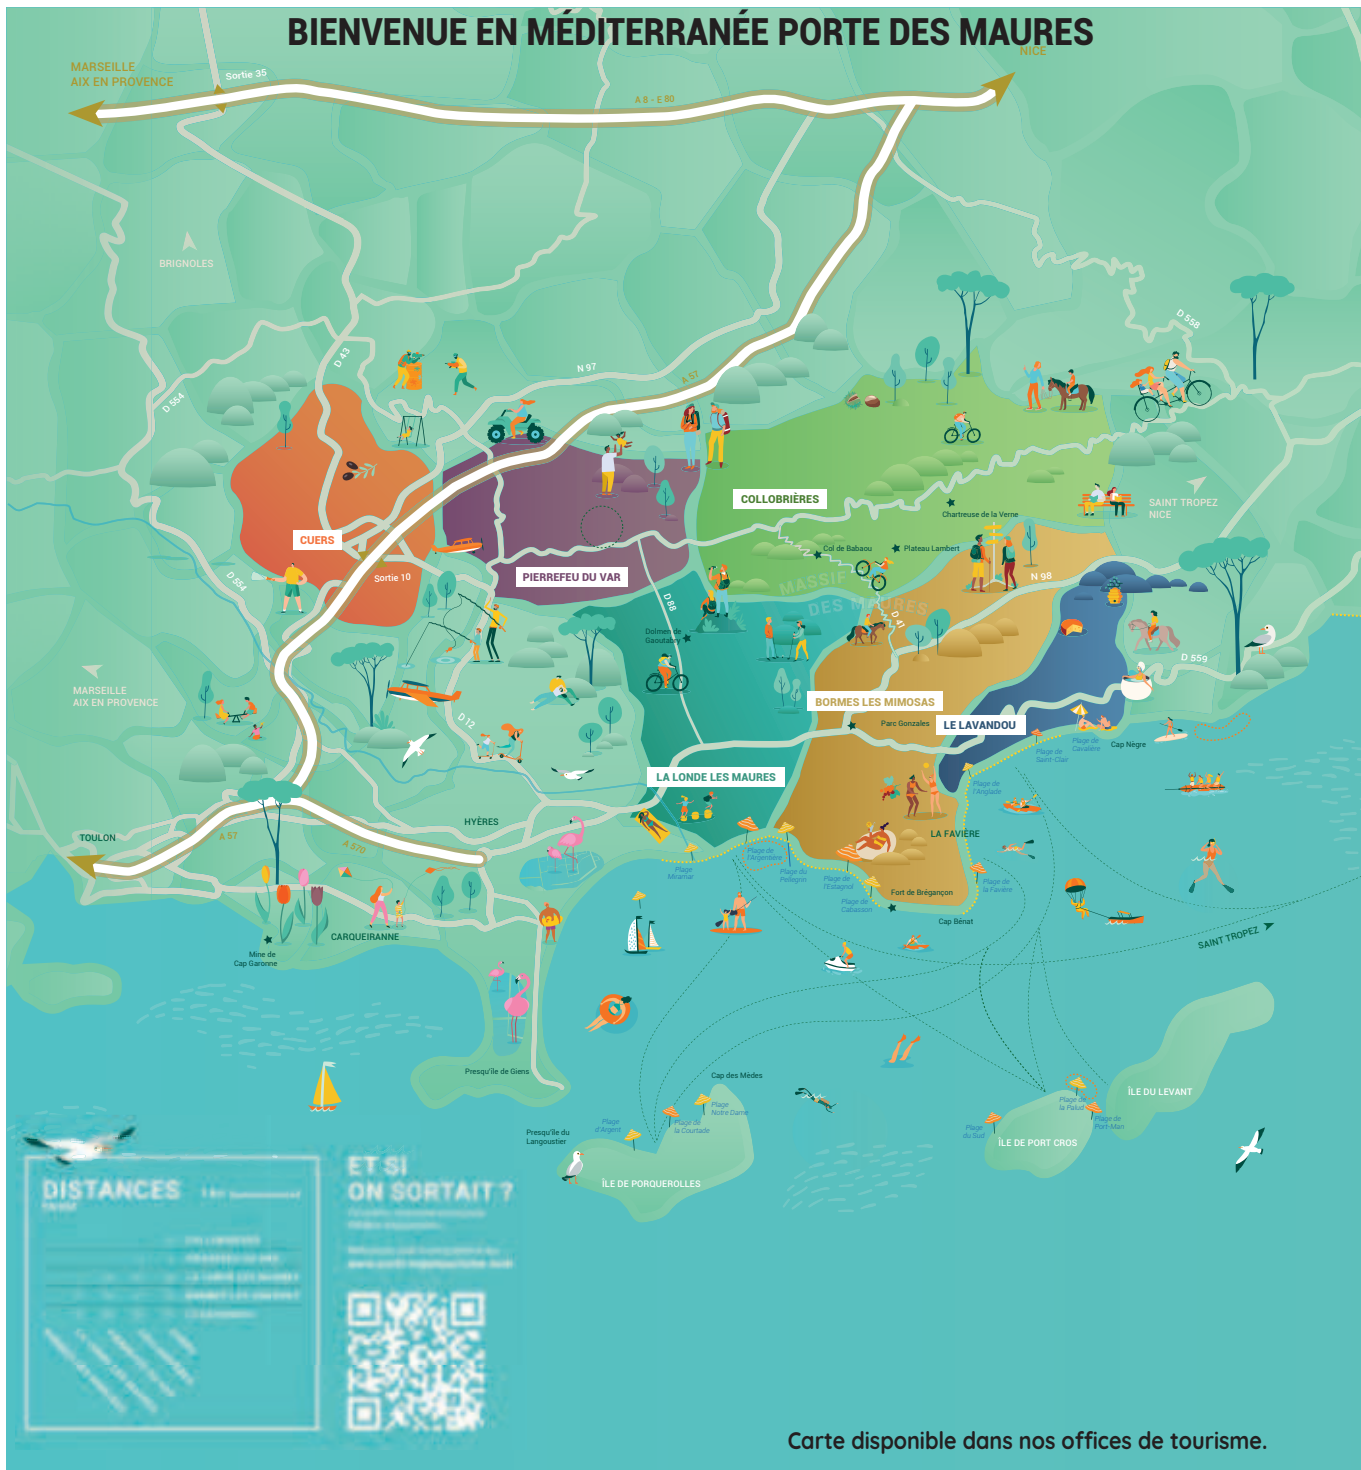 BIENVENUE EN MÉDITERRANÉE PORTE DES MAURES
NICE
MARSEILLE
AIX EN PROVENCE
Sortie 35
A 8 - E 80
BRIGNOLES
D 43
D 554
N 97
A 57
D 558
COLLOBRIÈRES
Chartreuse de la Verne
SAINT TROPEZ
NICE
CUERS
Sortie 10
D 554
PIERREFEU DU VAR
Col de Babaou
Plateau Lambert
MASSIF
DES MAURES
N 98
D 41
D 88
Dolmen de
Gaoutabry
D 559
MARSEILLE
AIX EN PROVENCE
D 12
BORMES LES MIMOSAS
Parc Gonzales
LE LAVANDOU
Plage de
Saint-Clair
Plage de
Cavalière
Cap Nègre
LA LONDE LES MAURES
Plage de
l'Anglade
HYÈRES
TOULON
A 57
A 570
LA FAVIÈRE
Plage
Miramar
Plage de
l'Argentière
Plage du
Pellegrin
Plage de
l'Estagnol
Plage de
Cabasson
Fort de Brégançon
Plage de
la Favière
Cap Bénat
CARQUEIRANNE
Mine de
Cap Garonne
SAINT TROPEZ
Presqu'île de Giens
Cap des Mèdes
Plage
Notre Dame
Plage de
la Courtade
Plage
d'Argent
Presqu'île du
Langoustier
ÎLE DE PORQUEROLLES
ÎLE DU LEVANT
Plage de
la Palud
Plage de
Port-Man
Plage
du Sud
ÎLE DE PORT CROS
DISTANCES
ET SI
ON SORTAIT ?
Carte disponible dans nos offices de tourisme.